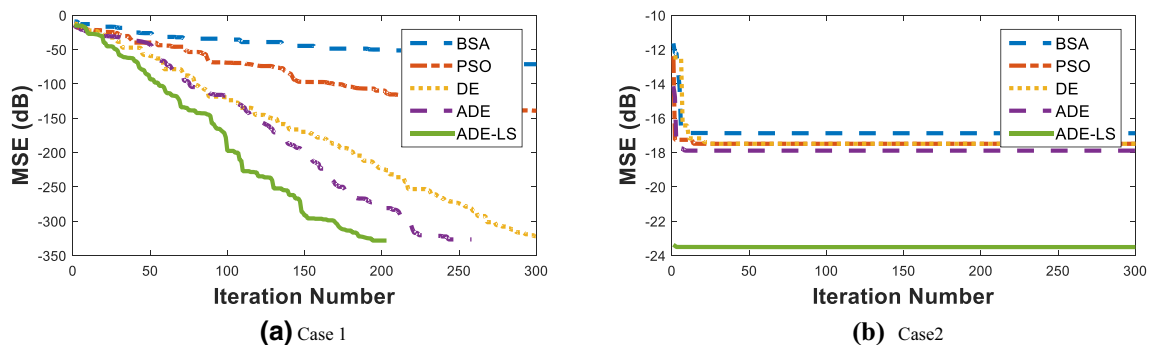 0
-50
-100
-150
-200
-250
-300
-350
MSE (dB)
0 50 100 150 200 250 300
Iteration Number
BSA
PSO
DE
ADE
ADE-LS
(a) Case 1
-10
-12
-14
-16
-18
-20
-22
-24
MSE (dB)
0 50 100 150 200 250 300
Iteration Number
BSA
PSO
DE
ADE
ADE-LS
(b) Case2